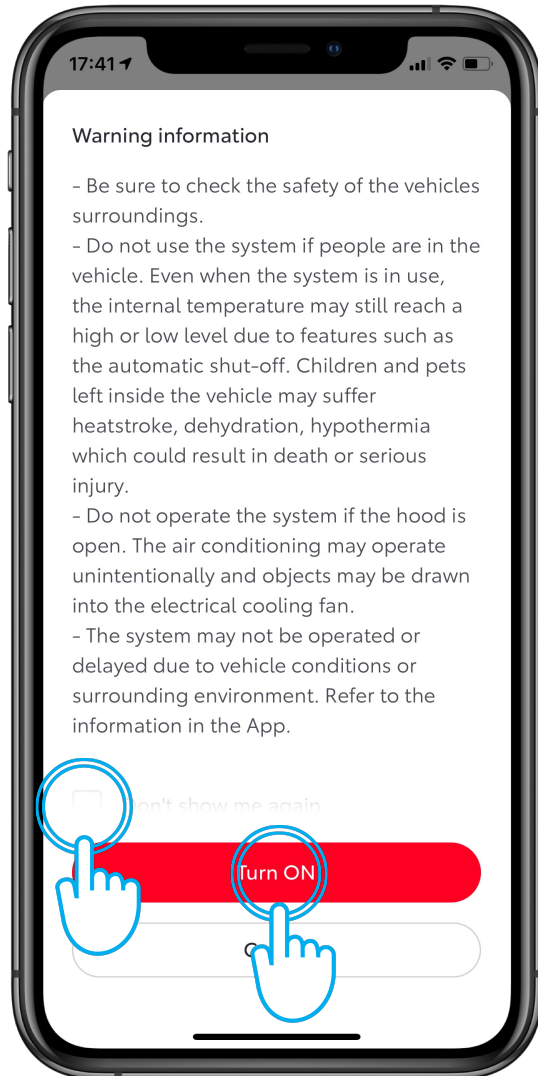 17:41
Warning information
- Be sure to check the safety of the vehicles
surroundings.
- Do not use the system if people are in the
vehicle. Even when the system is in use,
the internal temperature may still reach a
high or low level due to features such as
the automatic shut-off. Children and pets
left inside the vehicle may suffer
heatstroke, dehydration, hypothermia
which could result in death or serious
injury.
- Do not operate the system if the hood is
open. The air conditioning may operate
unintentionally and objects may be drawn
into the electrical cooling fan.
- The system may not be operated or
delayed due to vehicle conditions or
surrounding environment. Refer to the
information in the App.
Don't show me again
Turn ON